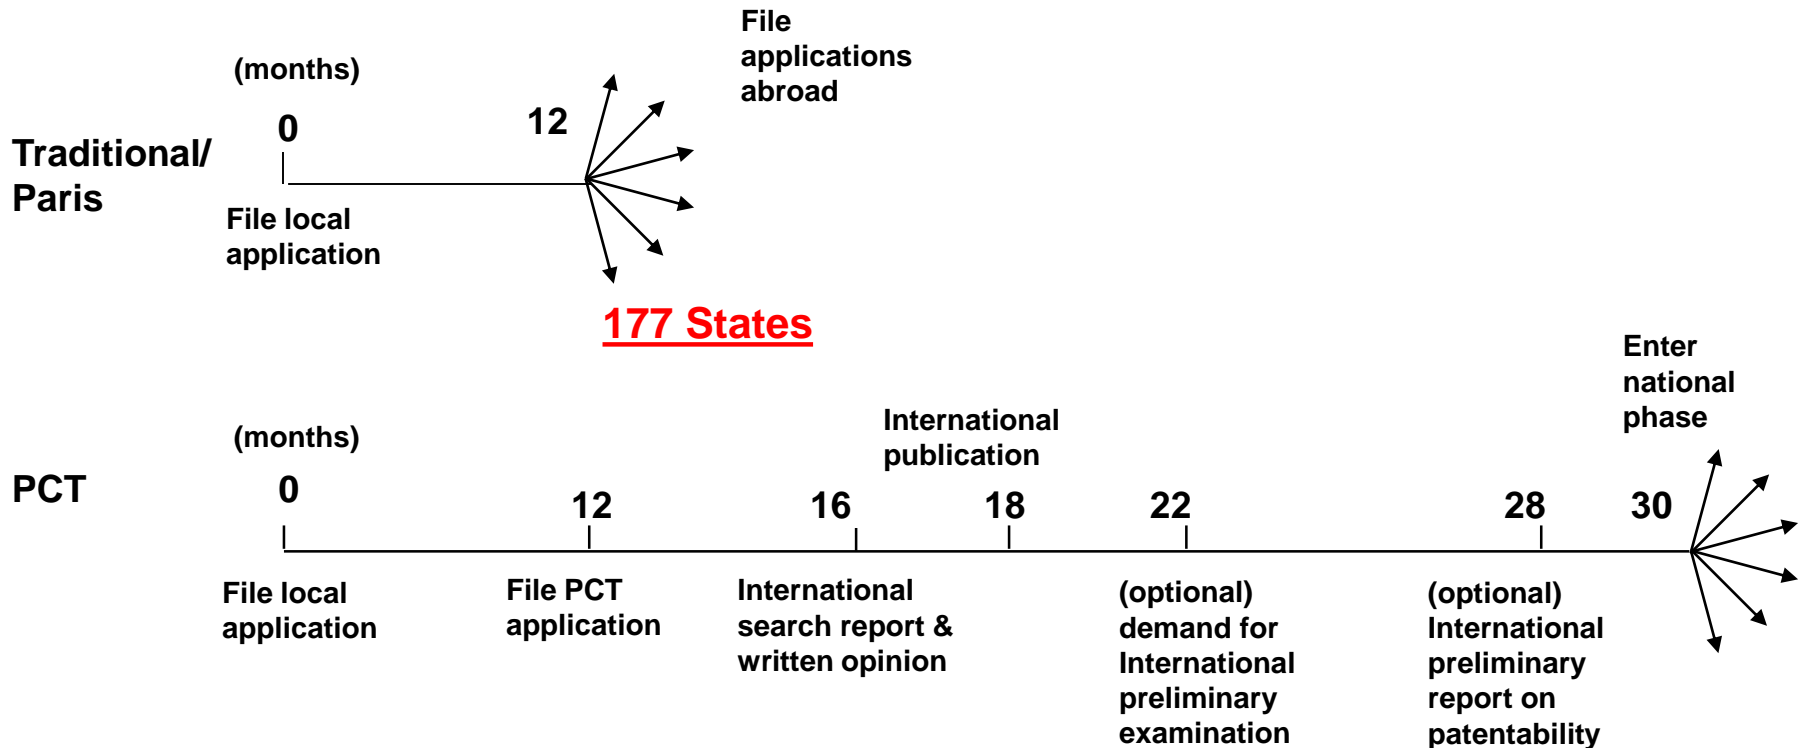 File
applications
abroad
(months)
0
12
Traditional/
Paris
File local
application
177 States
Enter
national
phase
International
publication
(months)
PCT
0
12
16
18
22
28
30
File local
application
File PCT
application
International
search report &
written opinion
(optional)
demand for
International
preliminary
examination
(optional)
International
preliminary
report on
patentability